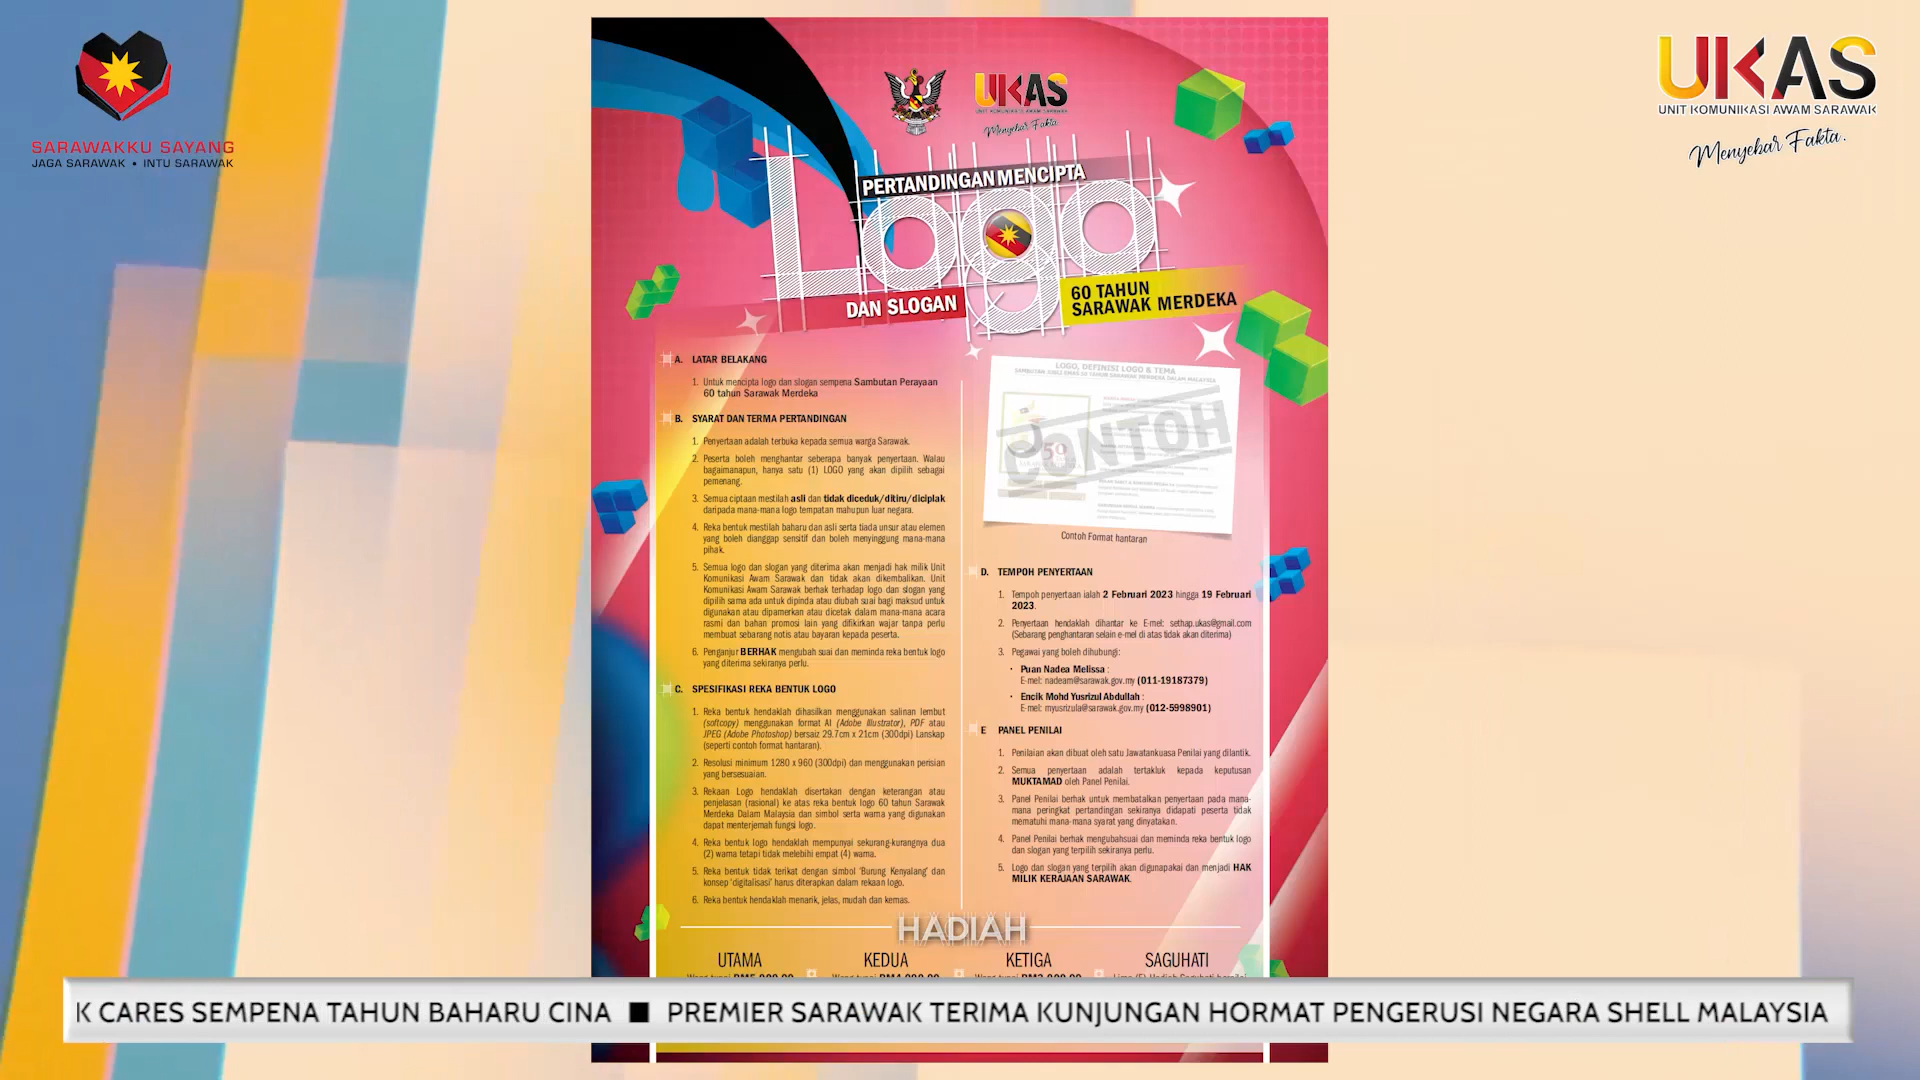 SARAWAKKU SAYANG
JAGA SARAWAK • INTU SARAWAK
UKAS
UNIT KOMUNIKASI AWAM SARAWAK
Menyebar Fakta.
UKAS
UNIT KOMUNIKASI AWAM SARAWAK
Menyebar Fakta.
PERTANDINGAN MENCIPTA
Logo
DAN SLOGAN
60 TAHUN
SARAWAK MERDEKA
A. LATAR BELAKANG
1. Untuk mencipta logo dan slogan sempena Sambutan Perayaan
60 tahun Sarawak Merdeka
B. SYARAT DAN TERMA PERTANDINGAN
1. Penyertaan adalah terbuka kepada semua warga Sarawak.
2. Peserta boleh menghantar seberapa banyak penyertaan. Walau
bagaimanapun, hanya satu (1) LOGO yang akan dipilih sebagai
pemenang.
3. Semua ciptaan mestilah asli dan tidak diceduk/ditiru/diciplak
daripada mana-mana logo tempatan mahupun luar negara.
4. Reka bentuk mestilah baharu dan asli serta tiada unsur atau elemen
yang boleh dianggap sensitif dan boleh menyinggung mana-mana
pihak.
5. Semua logo dan slogan yang diterima akan menjadi hak milik Unit
Komunikasi Awam Sarawak dan tidak akan dikembalikan. Unit
Komunikasi Awam Sarawak berhak terhadap logo dan slogan yang
dipilih sama ada untuk dipinda atau diubah suai bagi maksud untuk
digunakan atau dipamerkan atau dicetak dalam mana-mana acara
rasmi dan bahan promosi lain yang difikirkan wajar tanpa perlu
membuat sebarang notis atau bayaran kepada peserta.
6. Penganjur BERHAK mengubah suai dan meminda reka bentuk logo
yang diterima sekiranya perlu.
C. SPESIFIKASI REKA BENTUK LOGO
1. Reka bentuk hendaklah dihasilkan menggunakan salinan lembut
(softcopy) menggunakan format AI (Adobe Illustrator), PDF atau
JPEG (Adobe Photoshop) bersaiz 29.7cm x 21cm (300dpi) Lanskap
(seperti contoh format hantaran).
2. Resolusi minimum 1280 x 960 (300dpi) dan menggunakan perisian
yang bersesuaian.
3. Rekaan Logo hendaklah disertakan dengan keterangan atau
penjelasan (rasional) ke atas reka bentuk logo 60 tahun Sarawak
Merdeka Dalam Malaysia dan simbol serta warna yang digunakan
dapat menterjemah fungsi logo.
4. Reka bentuk logo hendaklah mempunyai sekurang-kurangnya dua
(2) warna tetapi tidak melebihi empat (4) warna.
5. Reka bentuk tidak terikat dengan simbol 'Burung Kenyalang' dan
konsep 'digitalisasi' harus diterapkan dalam rekaan logo.
6. Reka bentuk hendaklah menarik, jelas, mudah dan kemas.
LOGO, DEFINISI LOGO & TEMA
SAMBUTAN JUBLI EMAS 50 TAHUN SARAWAK MERDEKA DALAM MALAYSIA
50
CONTOH
Contoh Format hantaran
D. TEMPOH PENYERTAAN
1. Tempoh penyertaan ialah 2 Februari 2023 hingga 19 Februari
2023.
2. Penyertaan hendaklah dihantar ke E-mel: sethap.ukas@gmail.com
(Sebarang penghantaran selain e-mel di atas tidak akan diterima)
3. Pegawai yang boleh dihubungi:
• Puan Nadea Melissa :
E-mel: nadeam@sarawak.gov.my (011-19187379)
• Encik Mohd Yusrizul Abdullah :
E-mel: myusrizula@sarawak.gov.my (012-5998901)
E PANEL PENILAI
1. Penilaian akan dibuat oleh satu Jawatankuasa Penilai yang dilantik.
2. Semua penyertaan adalah tertakluk kepada keputusan
MUKTAMAD oleh Panel Penilai.
3. Panel Penilai berhak untuk membatalkan penyertaan pada mana-
mana peringkat pertandingan sekiranya didapati peserta tidak
mematuhi mana-mana syarat yang dinyatakan.
4. Panel Penilai berhak mengubahsuai dan meminda reka bentuk logo
dan slogan yang terpilih sekiranya perlu.
5. Logo dan slogan yang terpilih akan digunapakai dan menjadi HAK
MILIK KERAJAAN SARAWAK.
HADIAH
UTAMA
KEDUA
KETIGA
SAGUHATI
K CARES SEMPENA TAHUN BAHARU CINA ■ PREMIER SARAWAK TERIMA KUNJUNGAN HORMAT PENGERUSI NEGARA SHELL MALAYSIA